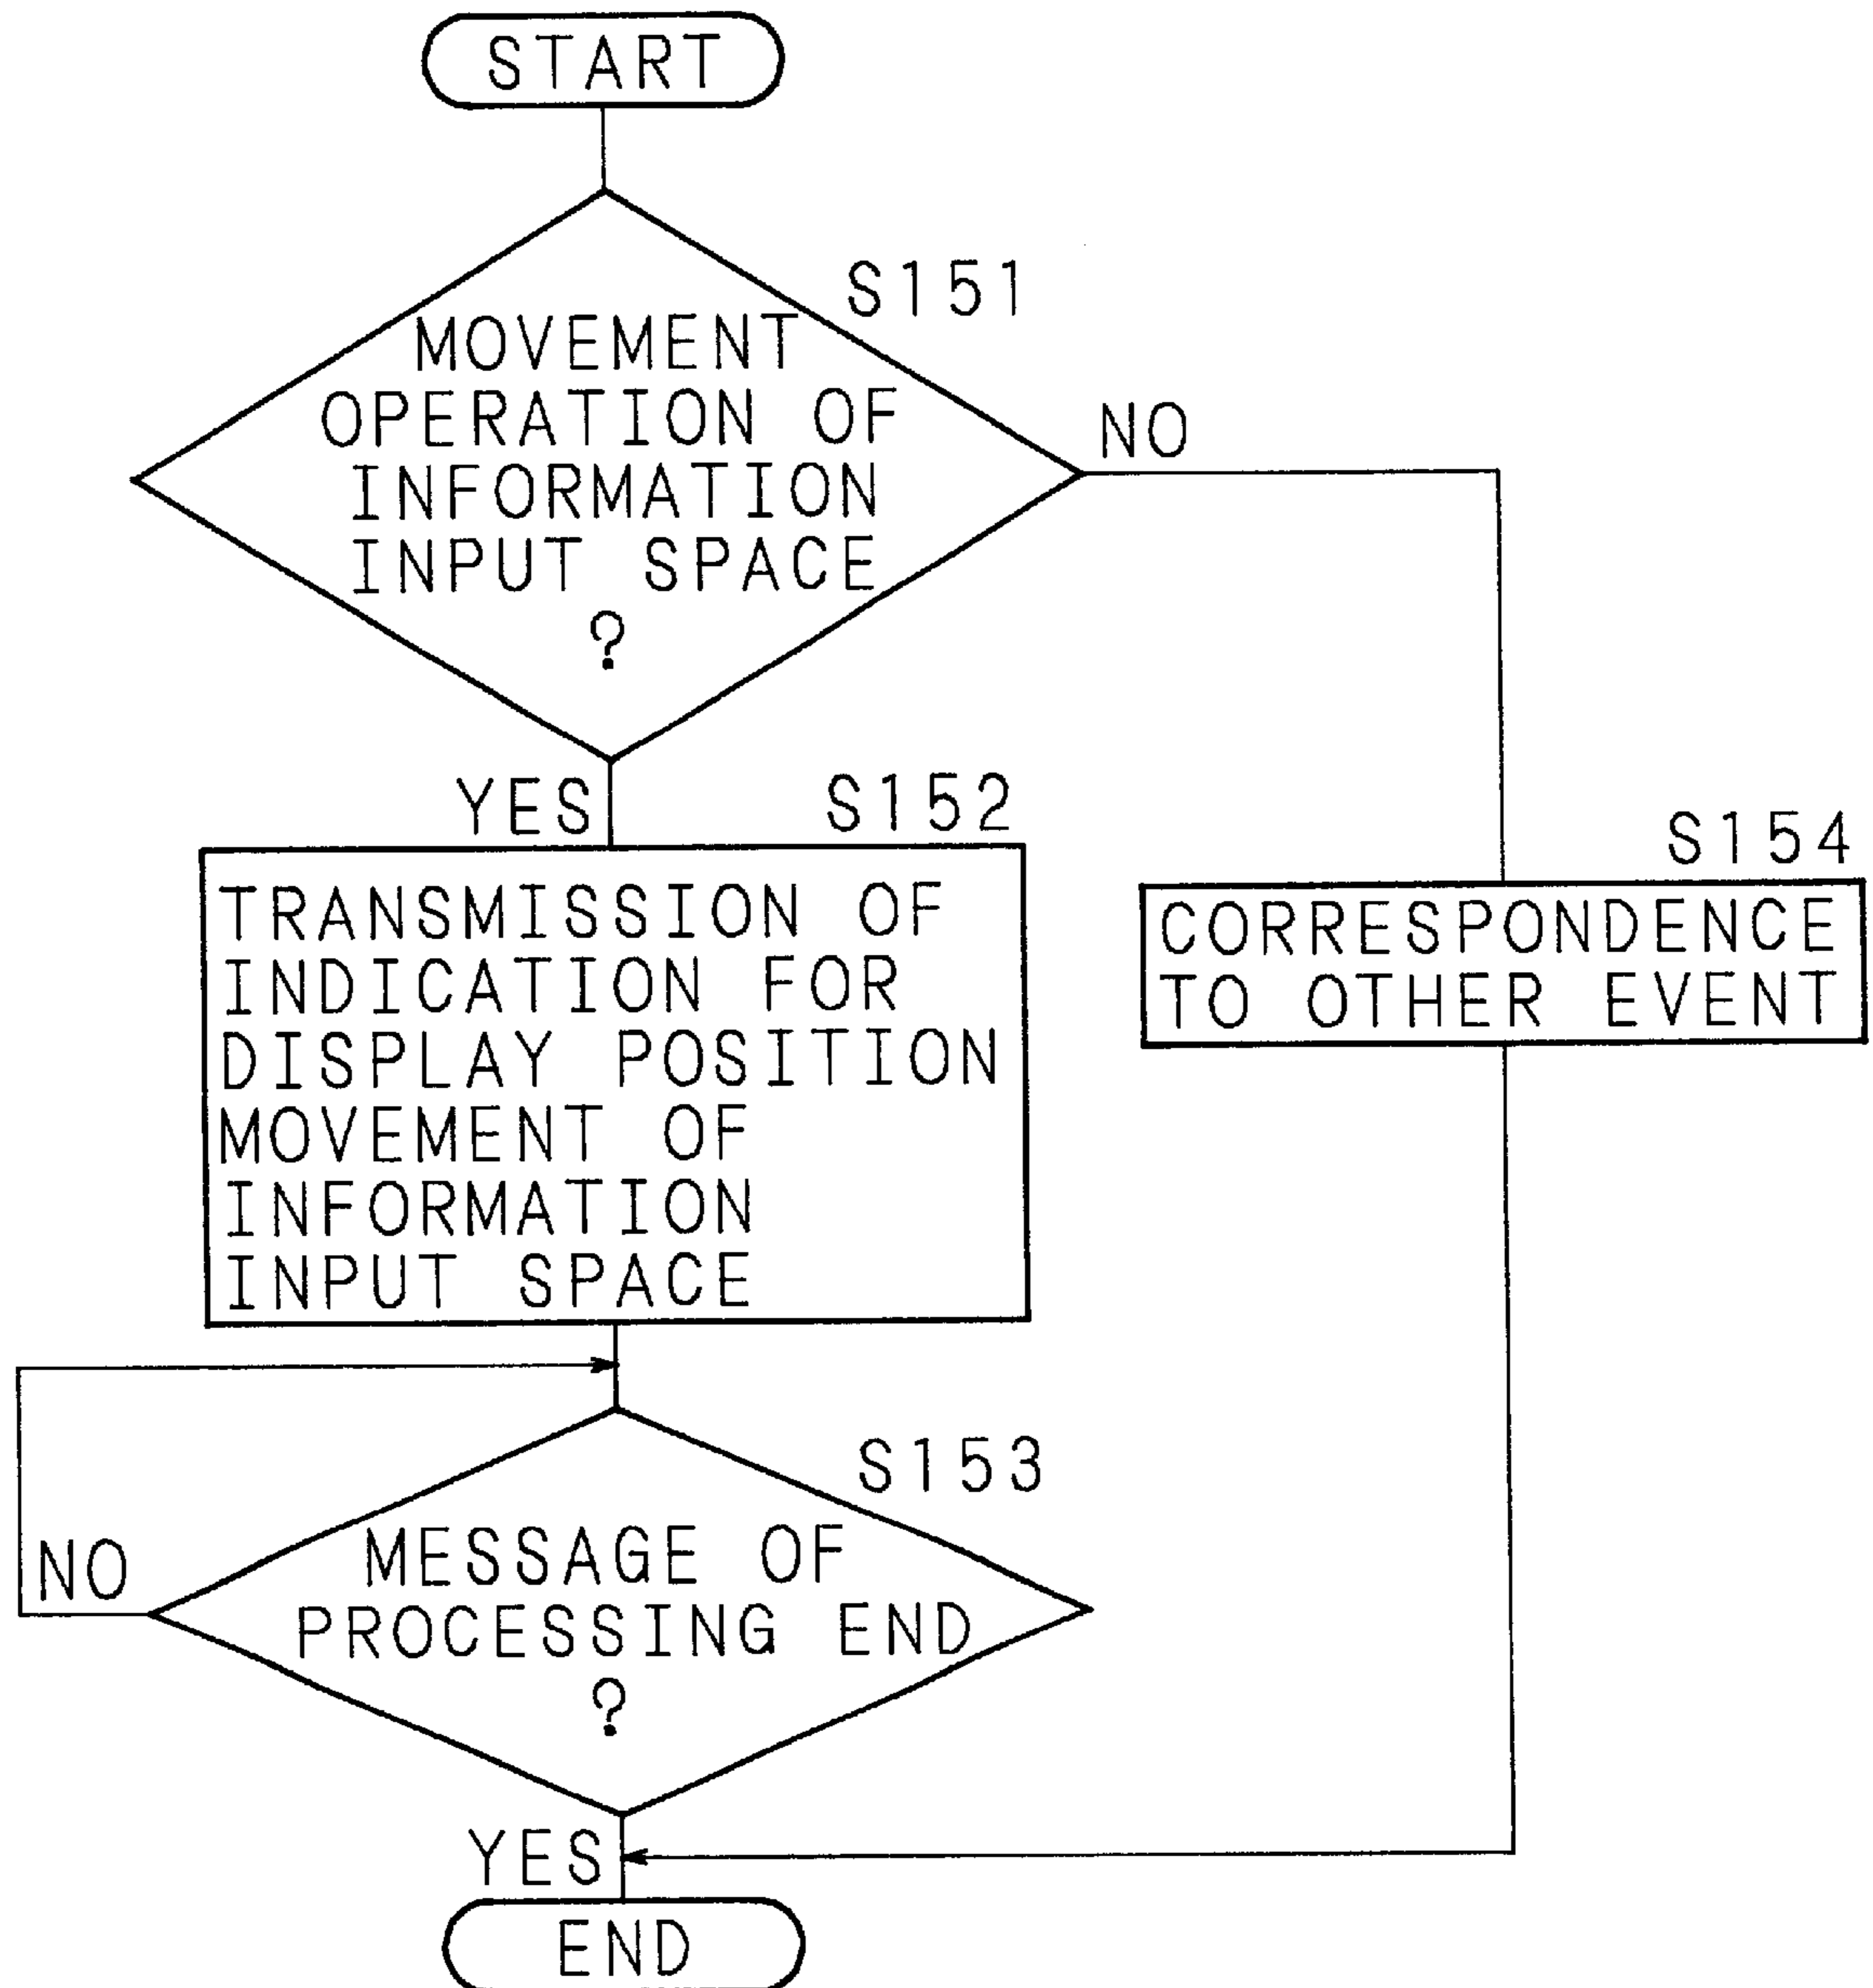 START
S151
MOVEMENT
OPERATION OF
INFORMATION
INPUT SPACE
?
NO
YES
S152
TRANSMISSION OF
INDICATION FOR
DISPLAY POSITION
MOVEMENT OF
INFORMATION
INPUT SPACE
S154
CORRESPONDENCE
TO OTHER EVENT
S153
MESSAGE OF
PROCESSING END
?
NO
YES
END